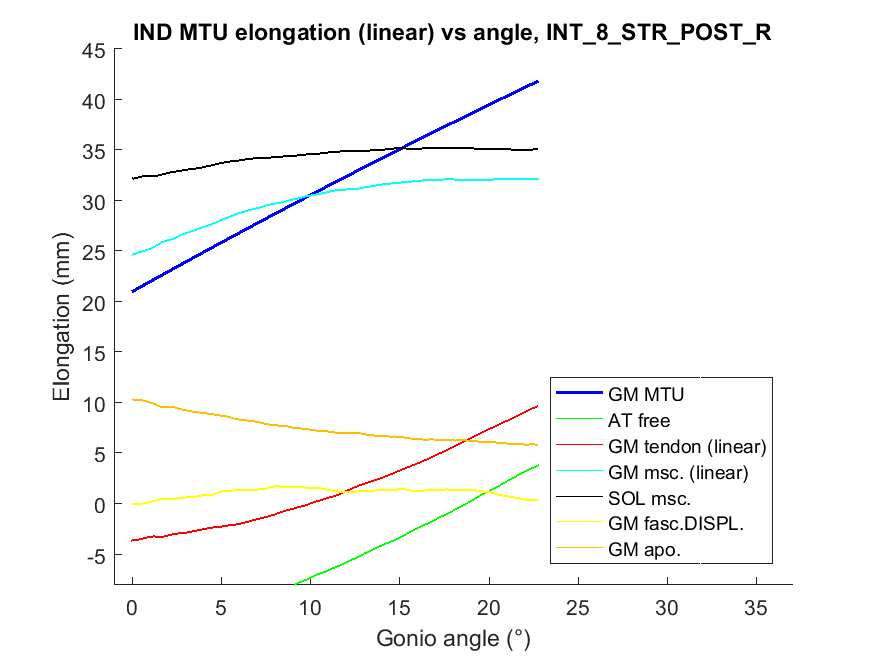 IND MTU elongation (linear) vs angle, INT_8_STR_POST_R
45
40
35
30
25
20
15
10
5
0
-5
Elongation (mm)
0 5 10 15 20 25 30 35
Gonio angle (°)
GM MTU
AT free
GM tendon (linear)
GM msc. (linear)
SOL msc.
GM fasc.DISPL.
GM apo.